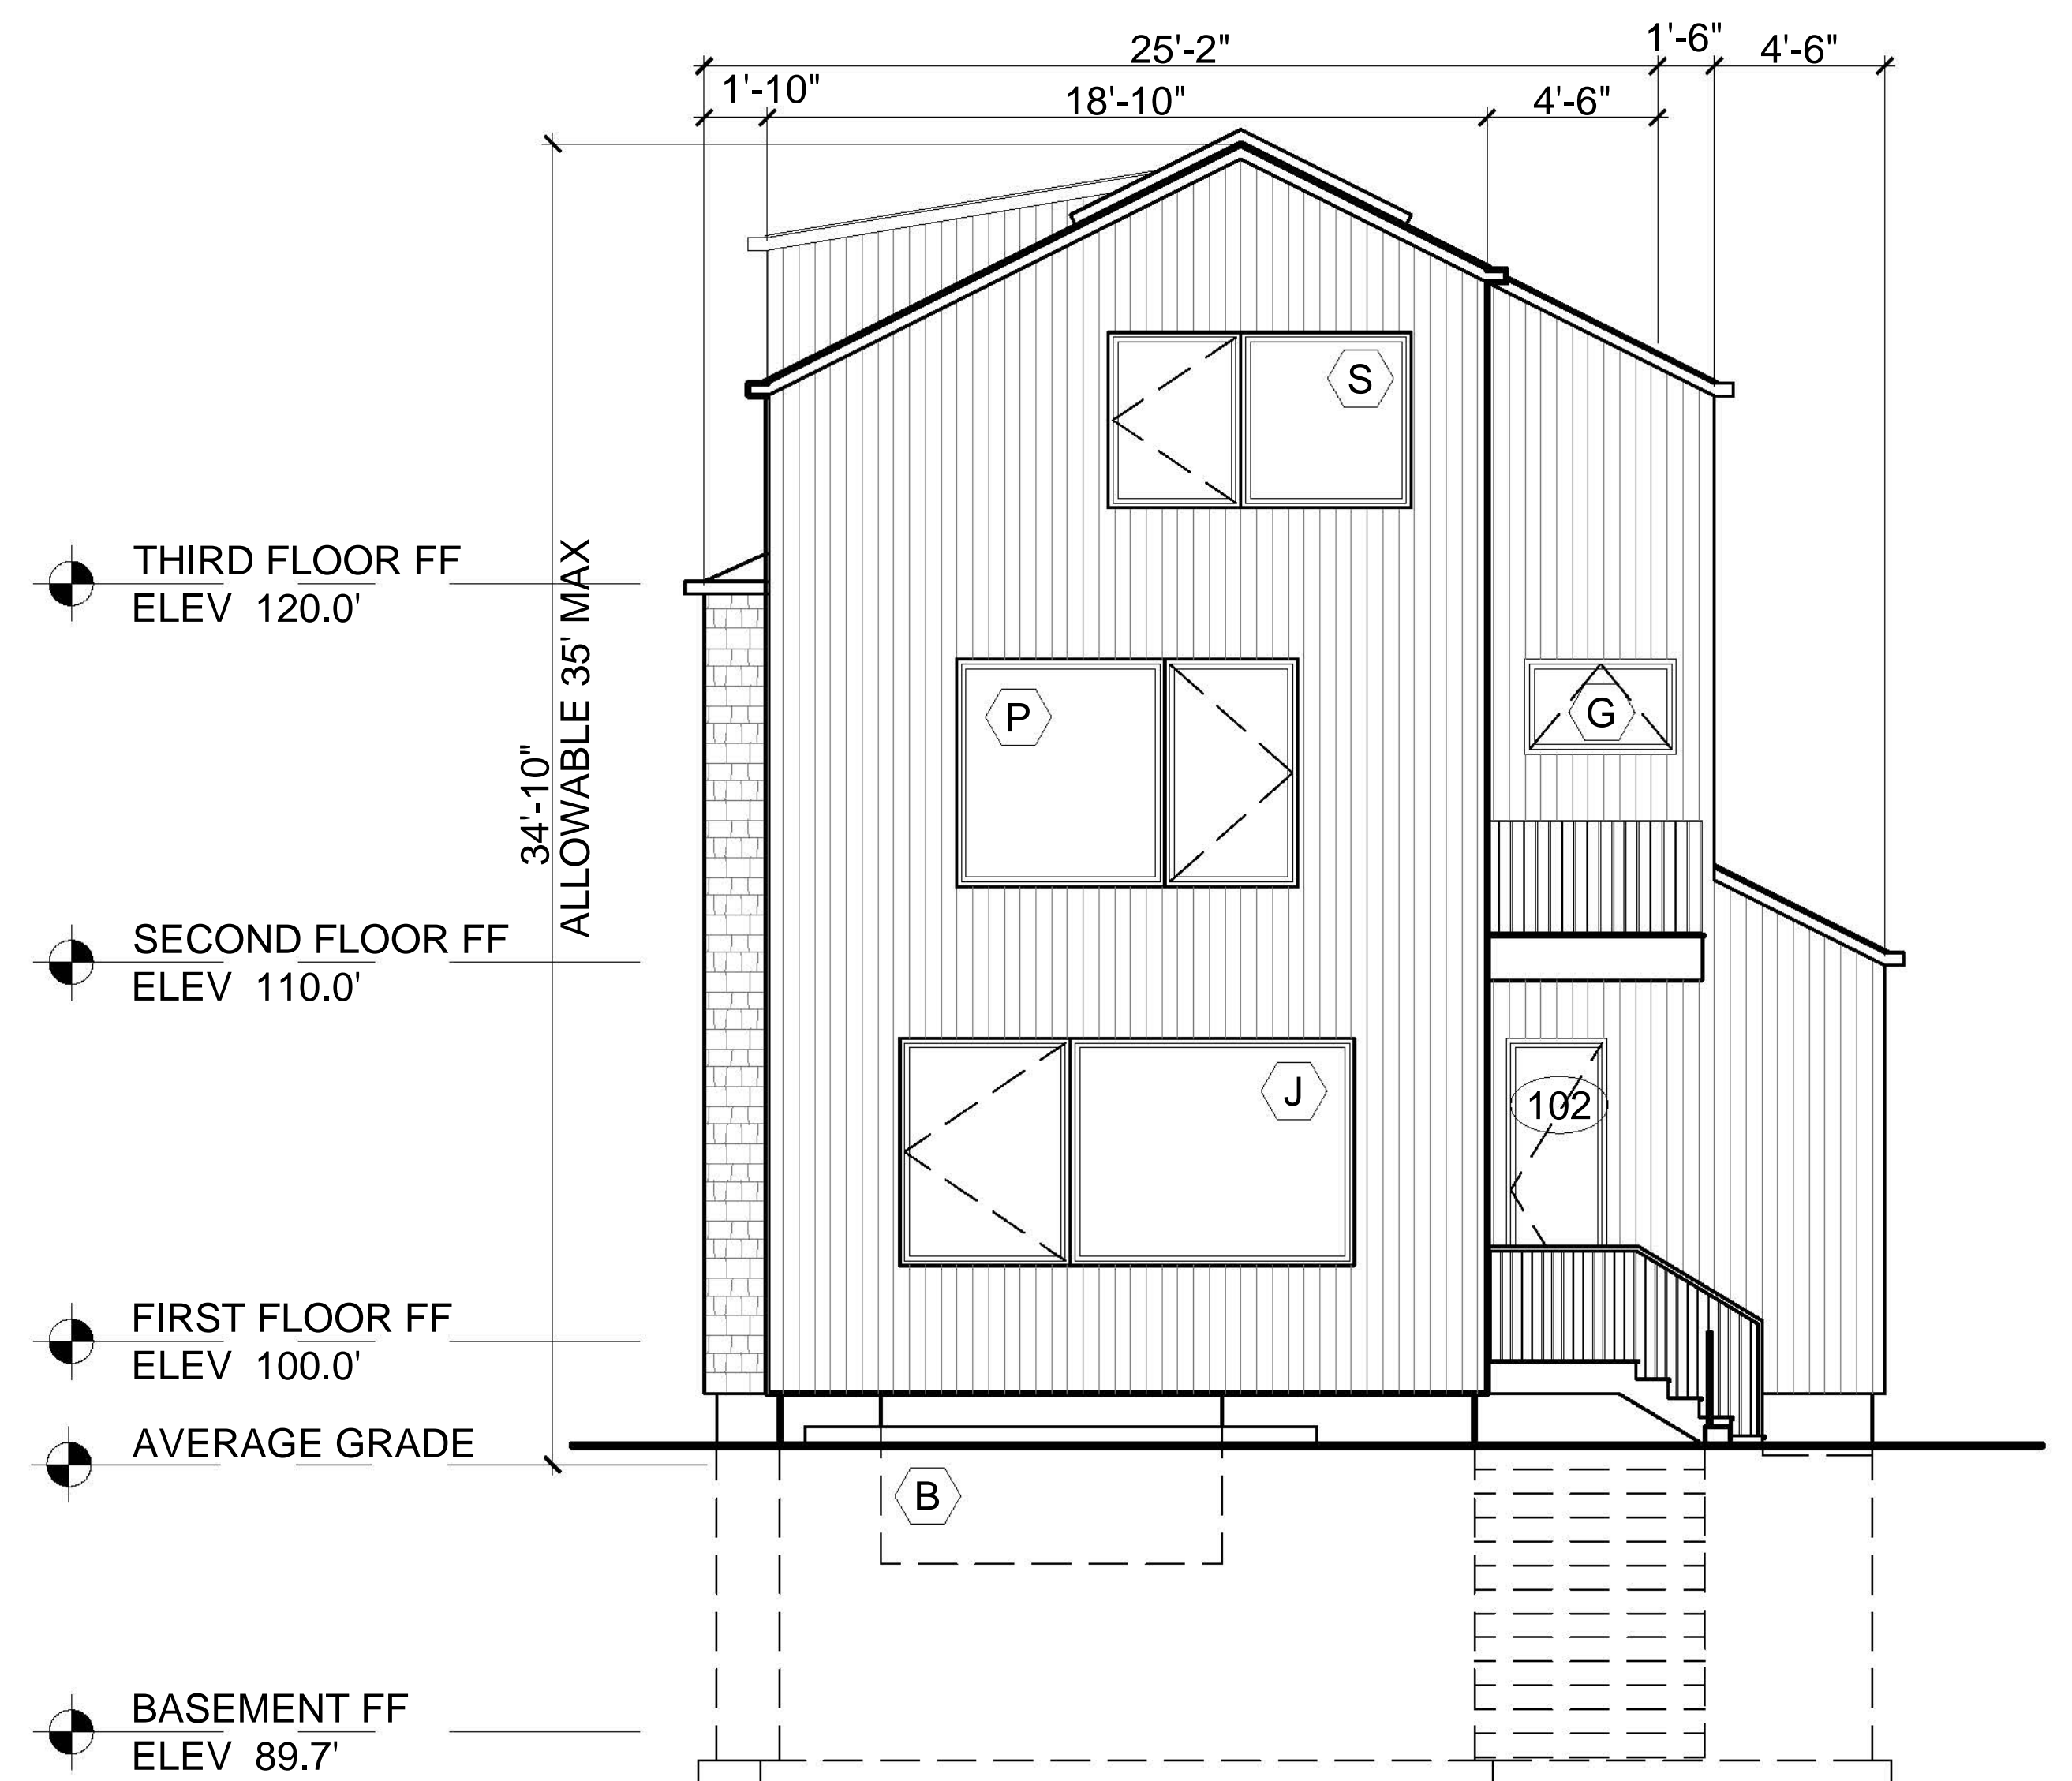 25'-2"
1'-6"
4'-6"
1'-10"
18'-10"
4'-6"
S
THIRD FLOOR FF
ELEV 120.0'
34'-10"
ALLOWABLE 35' MAX
P
G
SECOND FLOOR FF
ELEV 110.0'
J
102
FIRST FLOOR FF
ELEV 100.0'
AVERAGE GRADE
B
BASEMENT FF
ELEV 89.7'